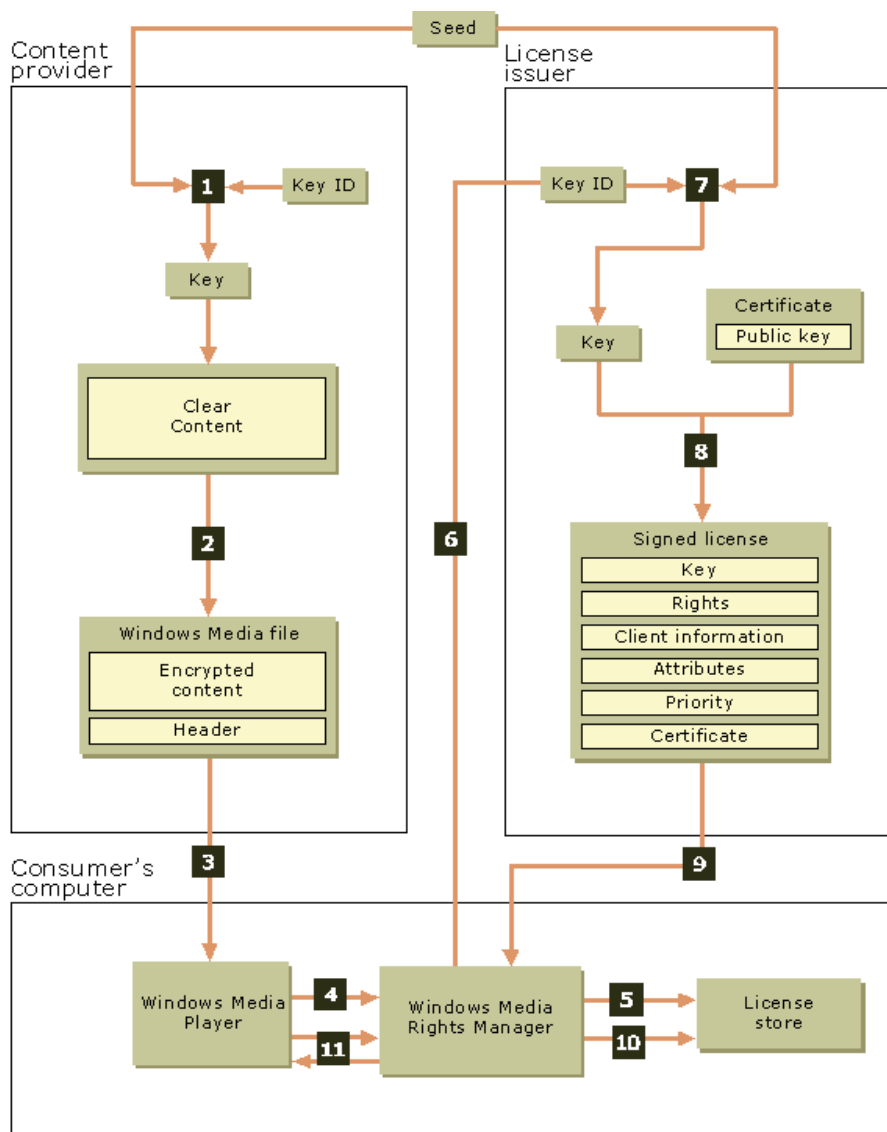 Seed
Content
provider
License
issuer
1
Key ID
Key ID
7
Key
Certificate
Public key
Key
Clear
Content
8
2
6
Signed license
Key
Rights
Client information
Attributes
Priority
Certificate
Windows Media file
Encrypted
content
Header
3
9
Consumer's
computer
Windows Media
Player
4
11
Windows Media
Rights Manager
5
10
License
store